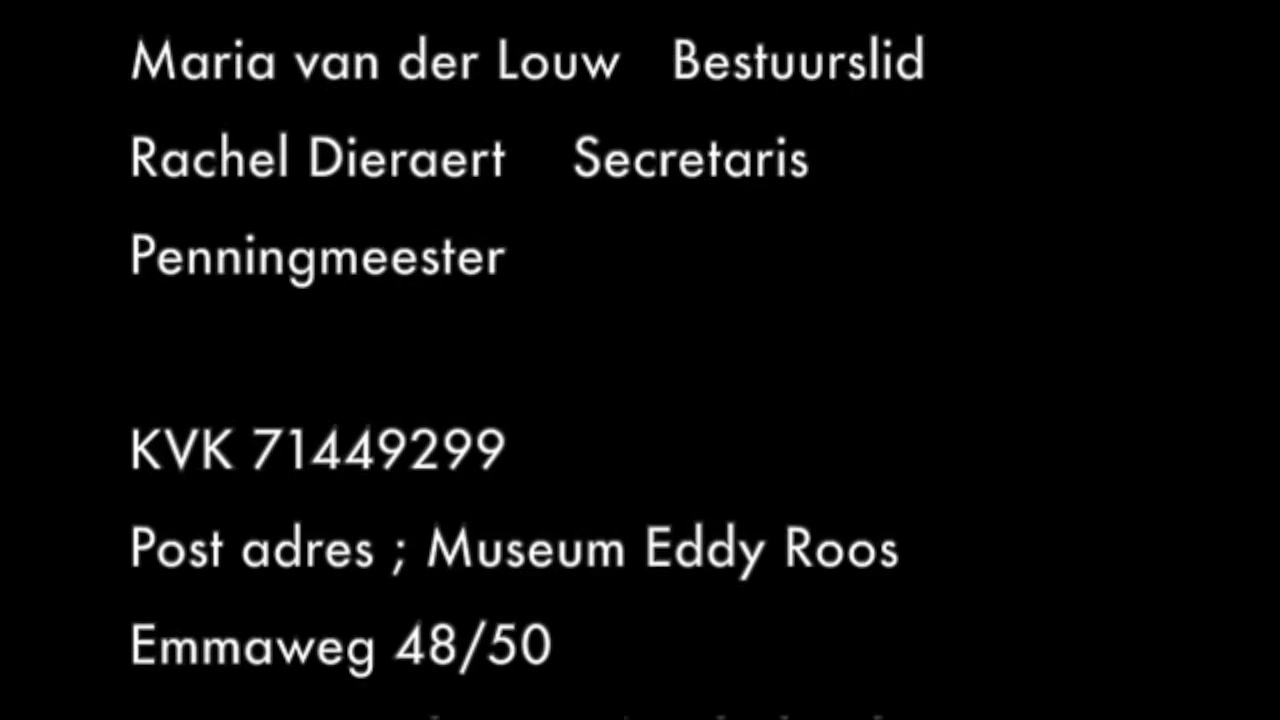 Maria van der Louw Bestuurslid
Rachel Dieraert Secretaris
Penningmeester
KVK 71449299
Post adres ; Museum Eddy Roos
Emmaweg 48/50